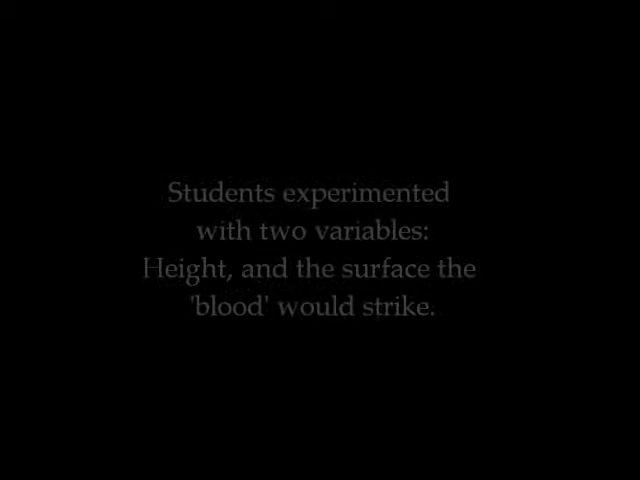 Students experimented
with two variables:
Height, and the surface the
'blood' would strike.